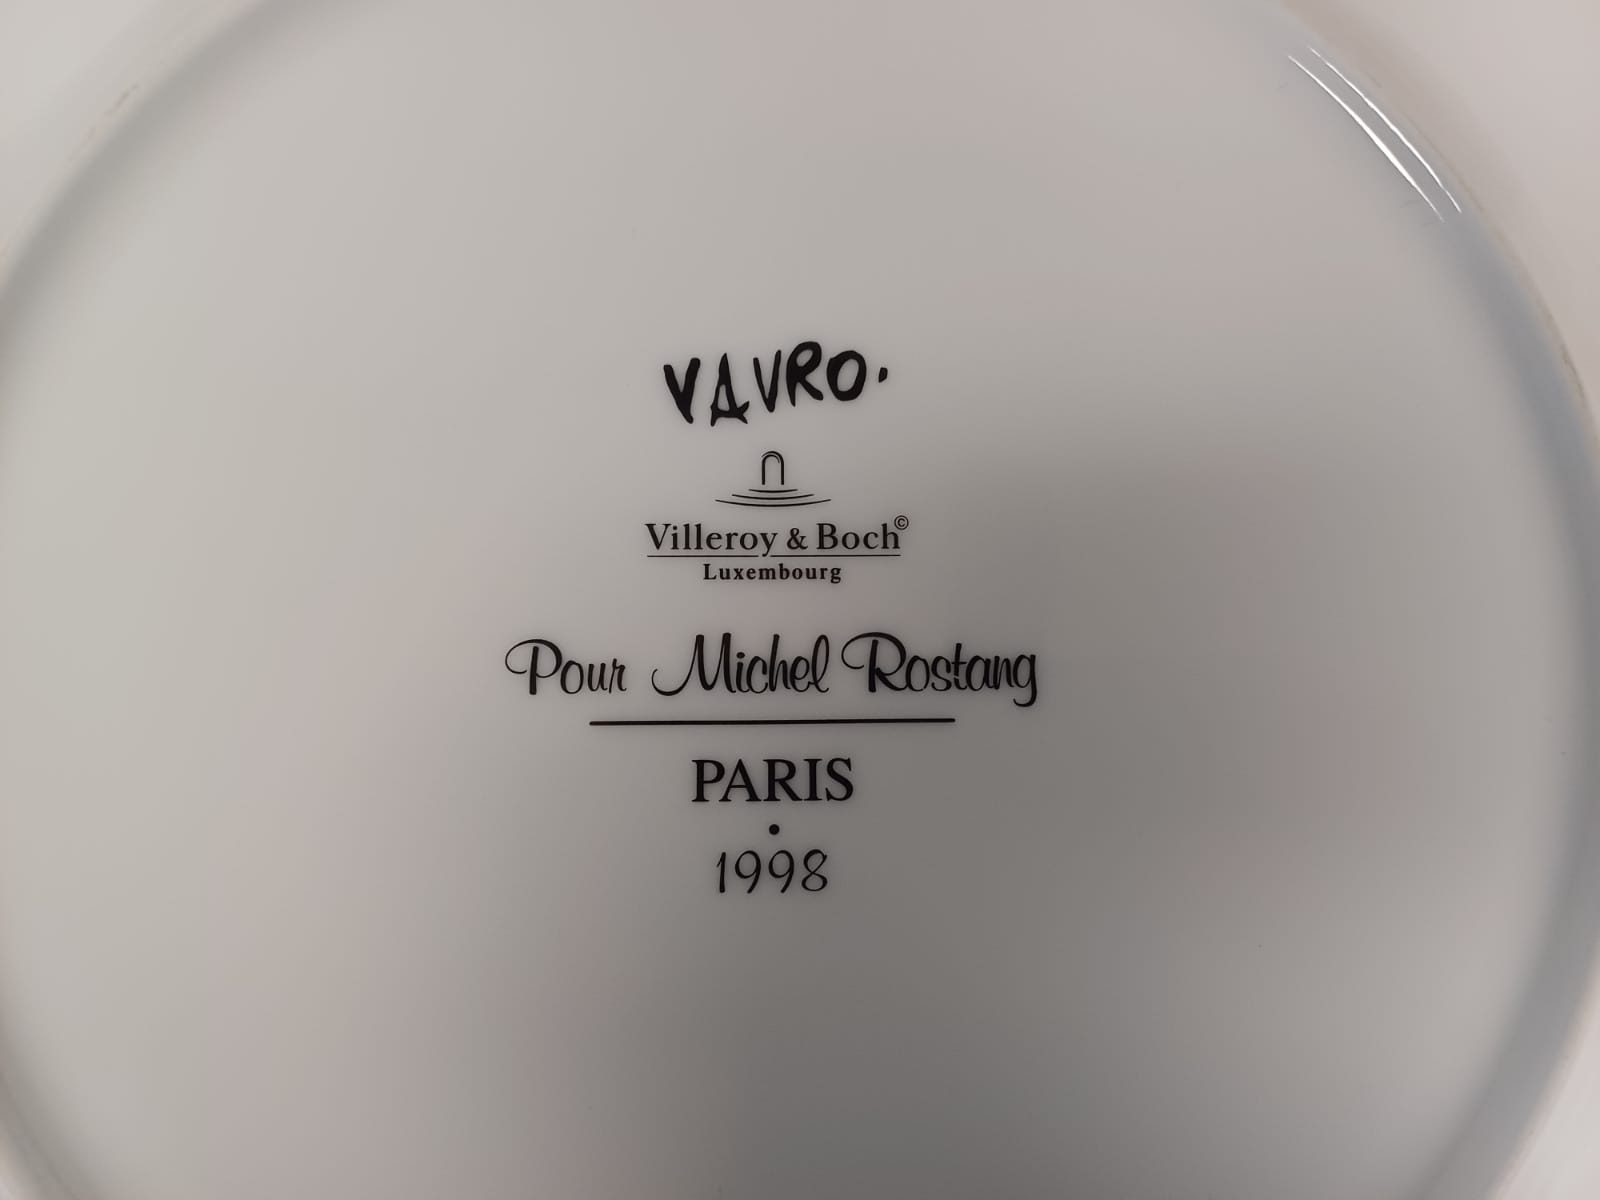 VAVRO.
Villeroy & Boch©
Luxembourg
Pour Michel Rostang
PARIS
•
1998